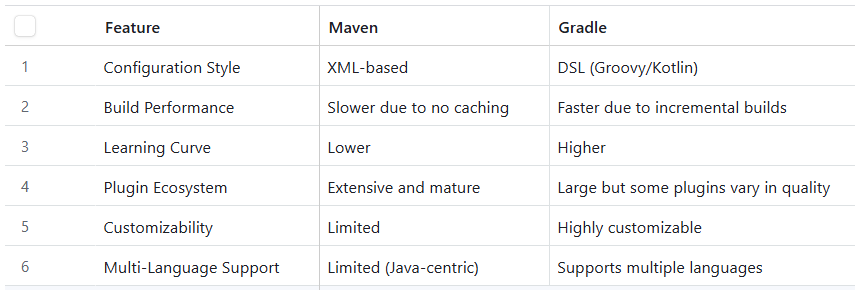 Feature Maven Gradle
1 Configuration Style XML-based DSL (Groovy/Kotlin)
2 Build Performance Slower due to no caching Faster due to incremental builds
3 Learning Curve Lower Higher
4 Plugin Ecosystem Extensive and mature Large but some plugins vary in quality
5 Customizability Limited Highly customizable
6 Multi-Language Support Limited (Java-centric) Supports multiple languages